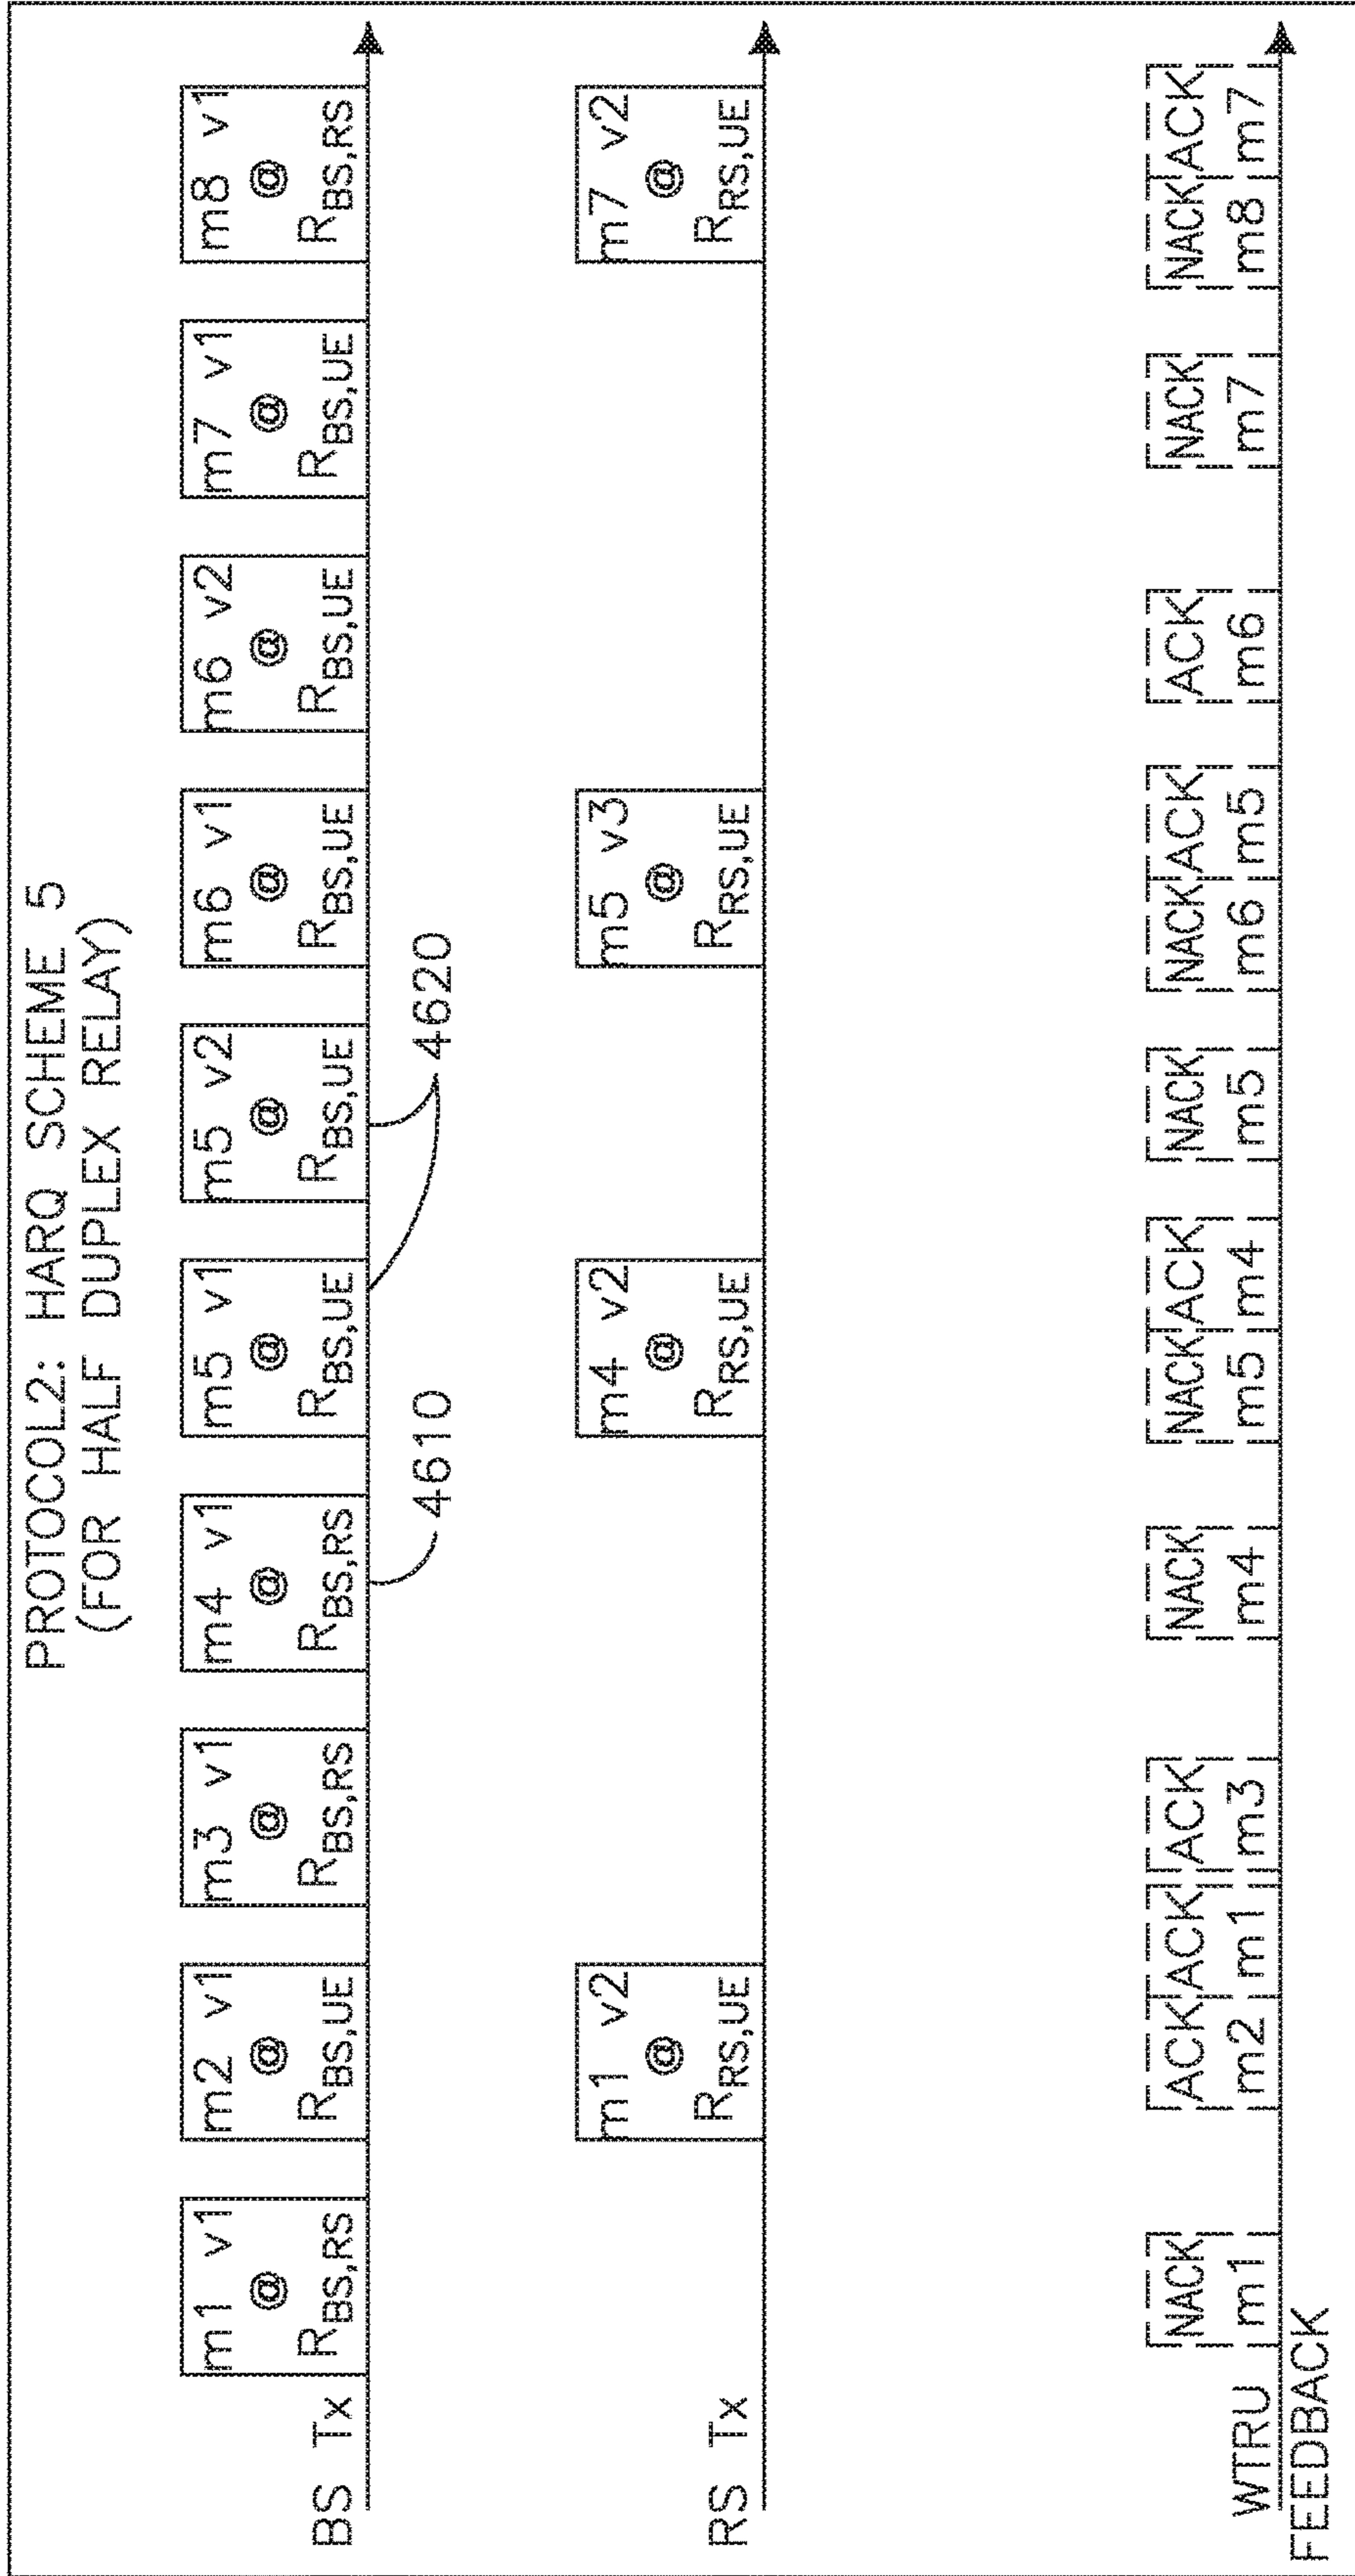 PROTOCOL2: HARQ SCHEME 5
(FOR HALF DUPLEX RELAY)
BS Tx
m1 v1
@
RBS,RS
m2 v1
@
RBS,UE
m3 v1
@
RBS,RS
m4 v1
@
RBS,RS
m5 v1
@
RBS,UE
m5 v2
@
RBS,UE
m6 v1
@
RBS,UE
m6 v2
@
RBS,UE
m7 v1
@
RBS,UE
m8 v1
@
RBS,RS
4610
4620
RS Tx
m1 v2
@
RRS,UE
m4 v2
@
RRS,UE
m5 v3
@
RRS,UE
m7 v2
@
RRS,UE
WTRU
FEEDBACK
NACK
m1
ACK
m2
ACK
m1
ACK
m3
NACK
m4
NACK
m5
ACK
m4
NACK
m5
NACK
m6
ACK
m5
ACK
m6
NACK
m7
NACK
m8
ACK
m7